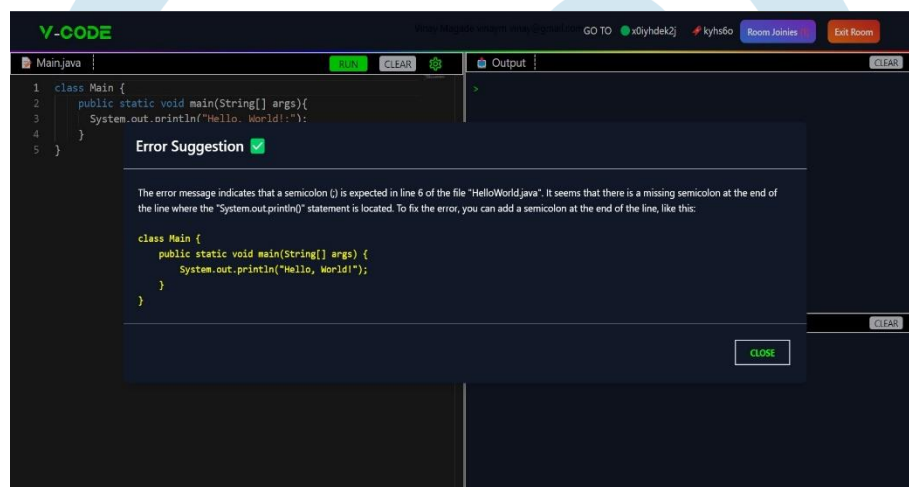 V-CODE
GO TO x0iyhdek2j kyhs6o Room Joinies Exit Room
Main.java RUN CLEAR Output CLEAR
1 class Main {
2 public static void main(String[] args){
3 System.out.println("Hello, World!;");
4 }
5 }
>
Error Suggestion
The error message indicates that a semicolon (;) is expected in line 6 of the file "HelloWorld.java". It seems that there is a missing semicolon at the end of
the line where the "System.out.println()" statement is located. To fix the error, you can add a semicolon at the end of the line, like this:
class Main {
public static void main(String[] args) {
System.out.println("Hello, World!");
}
}
CLEAR
CLOSE